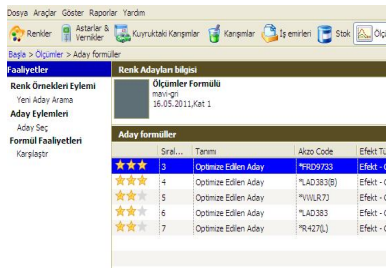 Dosya Araçlar Göster Raporlar Yardım
Renkler Astarlar & Vernikler Kuyruktaki Karışımlar Karışımlar İş emirleri Stok Ölçü
Başla > Ölçümler > Aday formüller
Faaliyetler
Renk Örnekleri Eylemi
Yeni Aday Arama
Aday Eylemleri
Aday Seç
Formül Faaliyetleri
Karşılaştır
Renk Adayları bilgisi
Ölçümler Formülü
mavi-gri
16.05.2011,Kat 1
Aday formüller
Sıral... Tanım Akzo Code Efekt Tü
3 Optimize Edilen Aday *FRD9733 Efekt -
4 Optimize Edilen Aday *LAD383(B) Efekt -
5 Optimize Edilen Aday *VWLR7J Efekt -
6 Optimize Edilen Aday *LAD383 Efekt -
7 Optimize Edilen Aday *R427(L) Efekt -